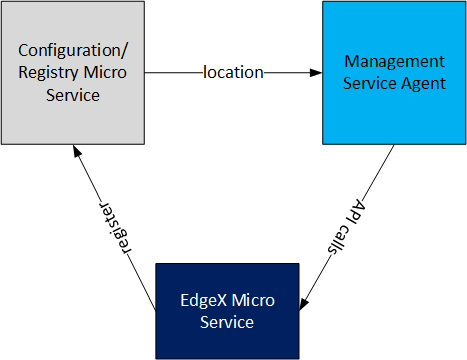 Configuration/
Registry Micro
Service
location
Management
Service Agent
register
API calls
EdgeX Micro
Service